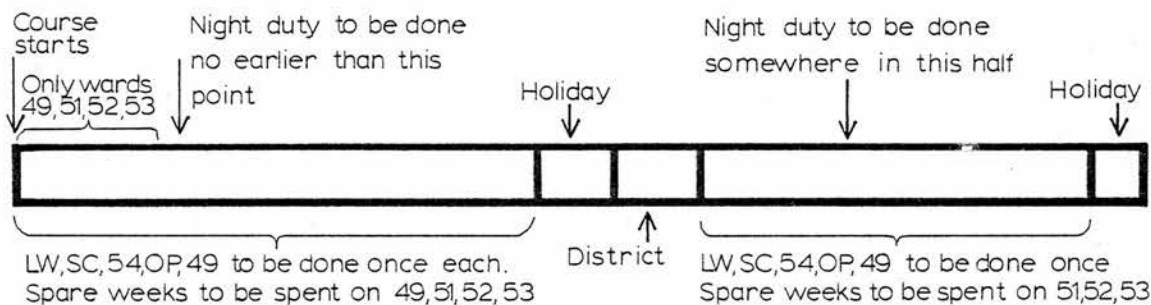 Course
starts
Only wards
49,51,52,53
Night duty to be done
no earlier than this
point
Holiday
Night duty to be done
somewhere in this half
Holiday
LW,SC,54,OP,49 to be done once each.
Spare weeks to be spent on 49,51,52,53
District
LW,SC,54,OP,49 to be done once
Spare weeks to be spent on 51,52,53